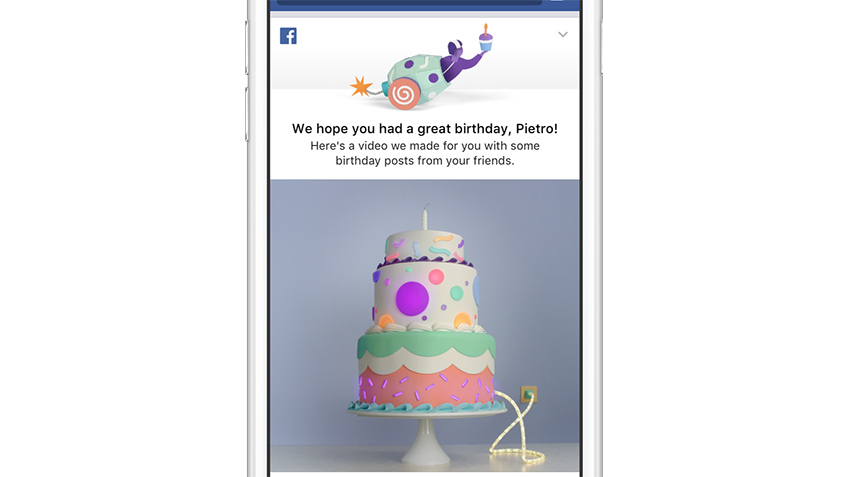 f
We hope you had a great birthday, Pietro!
Here's a video we made for you with some
birthday posts from your friends.